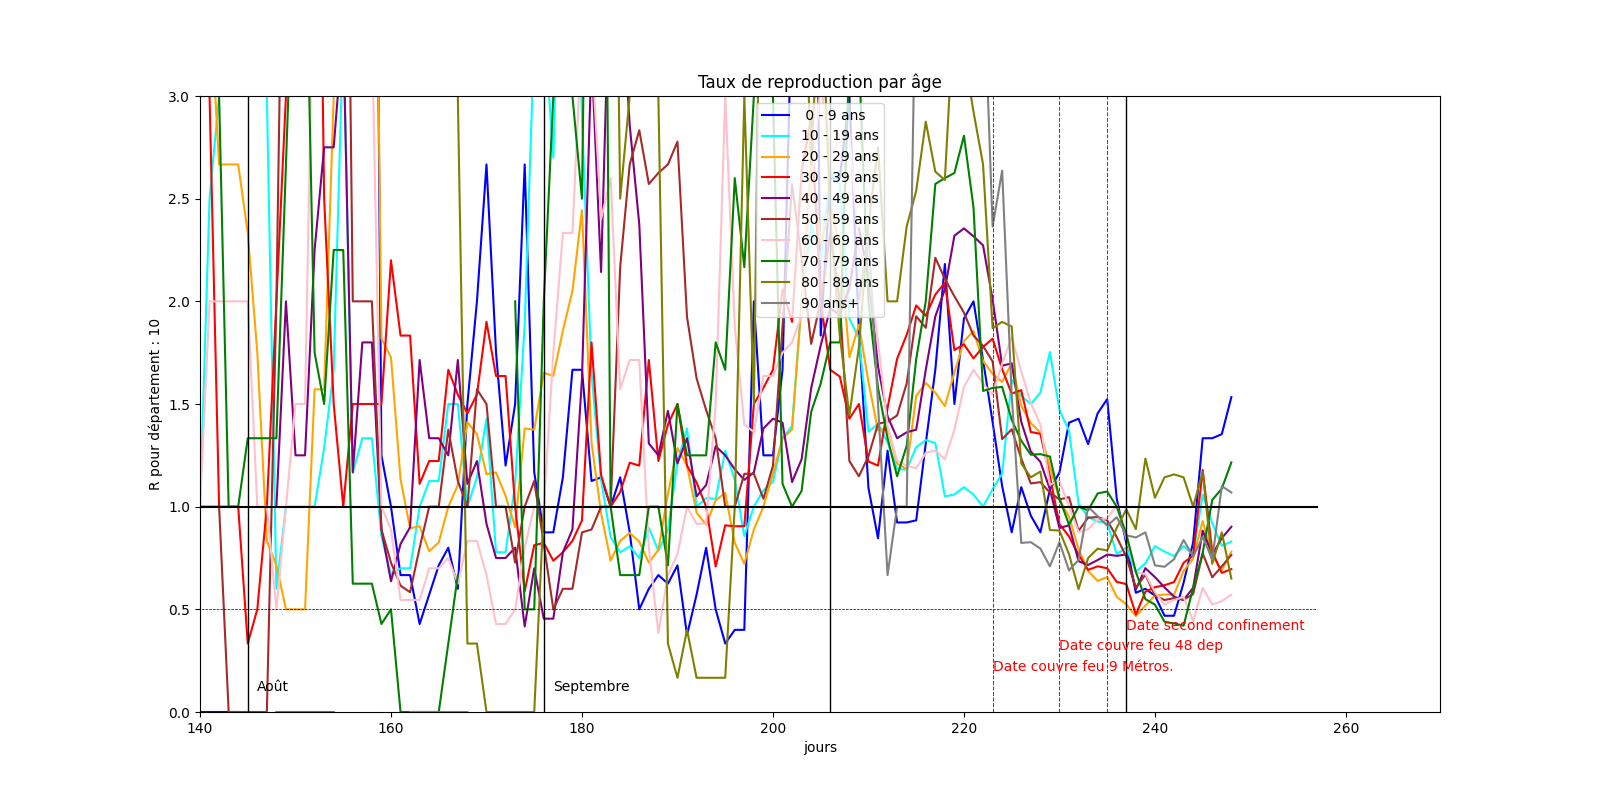 Taux de reproduction par âge
R pour département : 10
3.0
2.5
2.0
1.5
1.0
0.5
0.0
0 - 9 ans
10 - 19 ans
20 - 29 ans
30 - 39 ans
40 - 49 ans
50 - 59 ans
60 - 69 ans
70 - 79 ans
80 - 89 ans
90 ans+
Date second confinement
Date couvre feu 48 dep
Date couvre feu 9 Métros.
Août
Septembre
140
160
180
200
220
240
260
jours